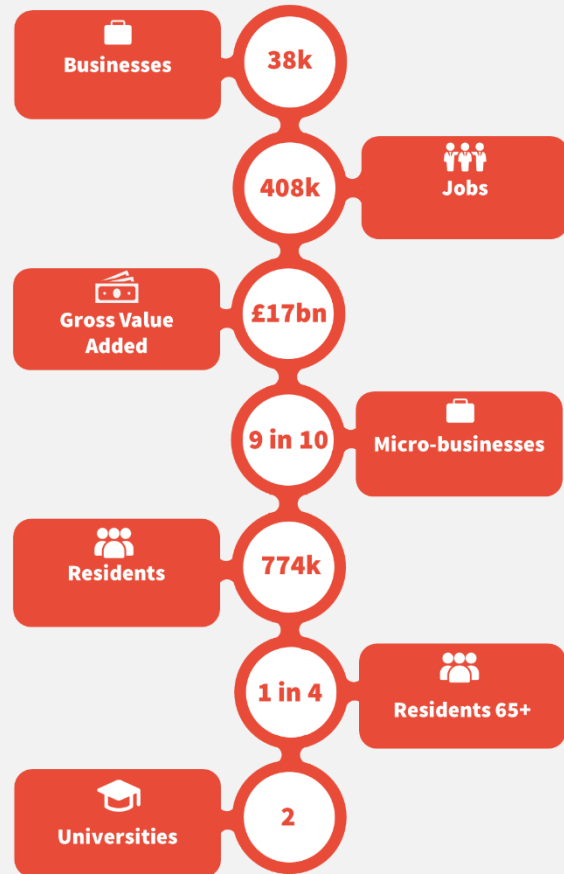 Businesses
38k
408k
Jobs
Gross Value
Added
£17bn
9 in 10
Micro-businesses
Residents
774k
1 in 4
Residents 65+
Universities
2